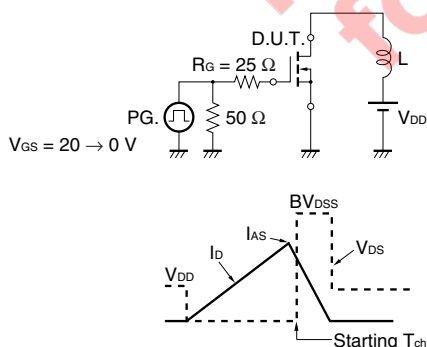 D.U.T.
RG = 25 Ω
L
PG.
50 Ω
VDD
VGS = 20 → 0 V
BVDSS
IAS
ID
VDS
VDD
Starting Tch